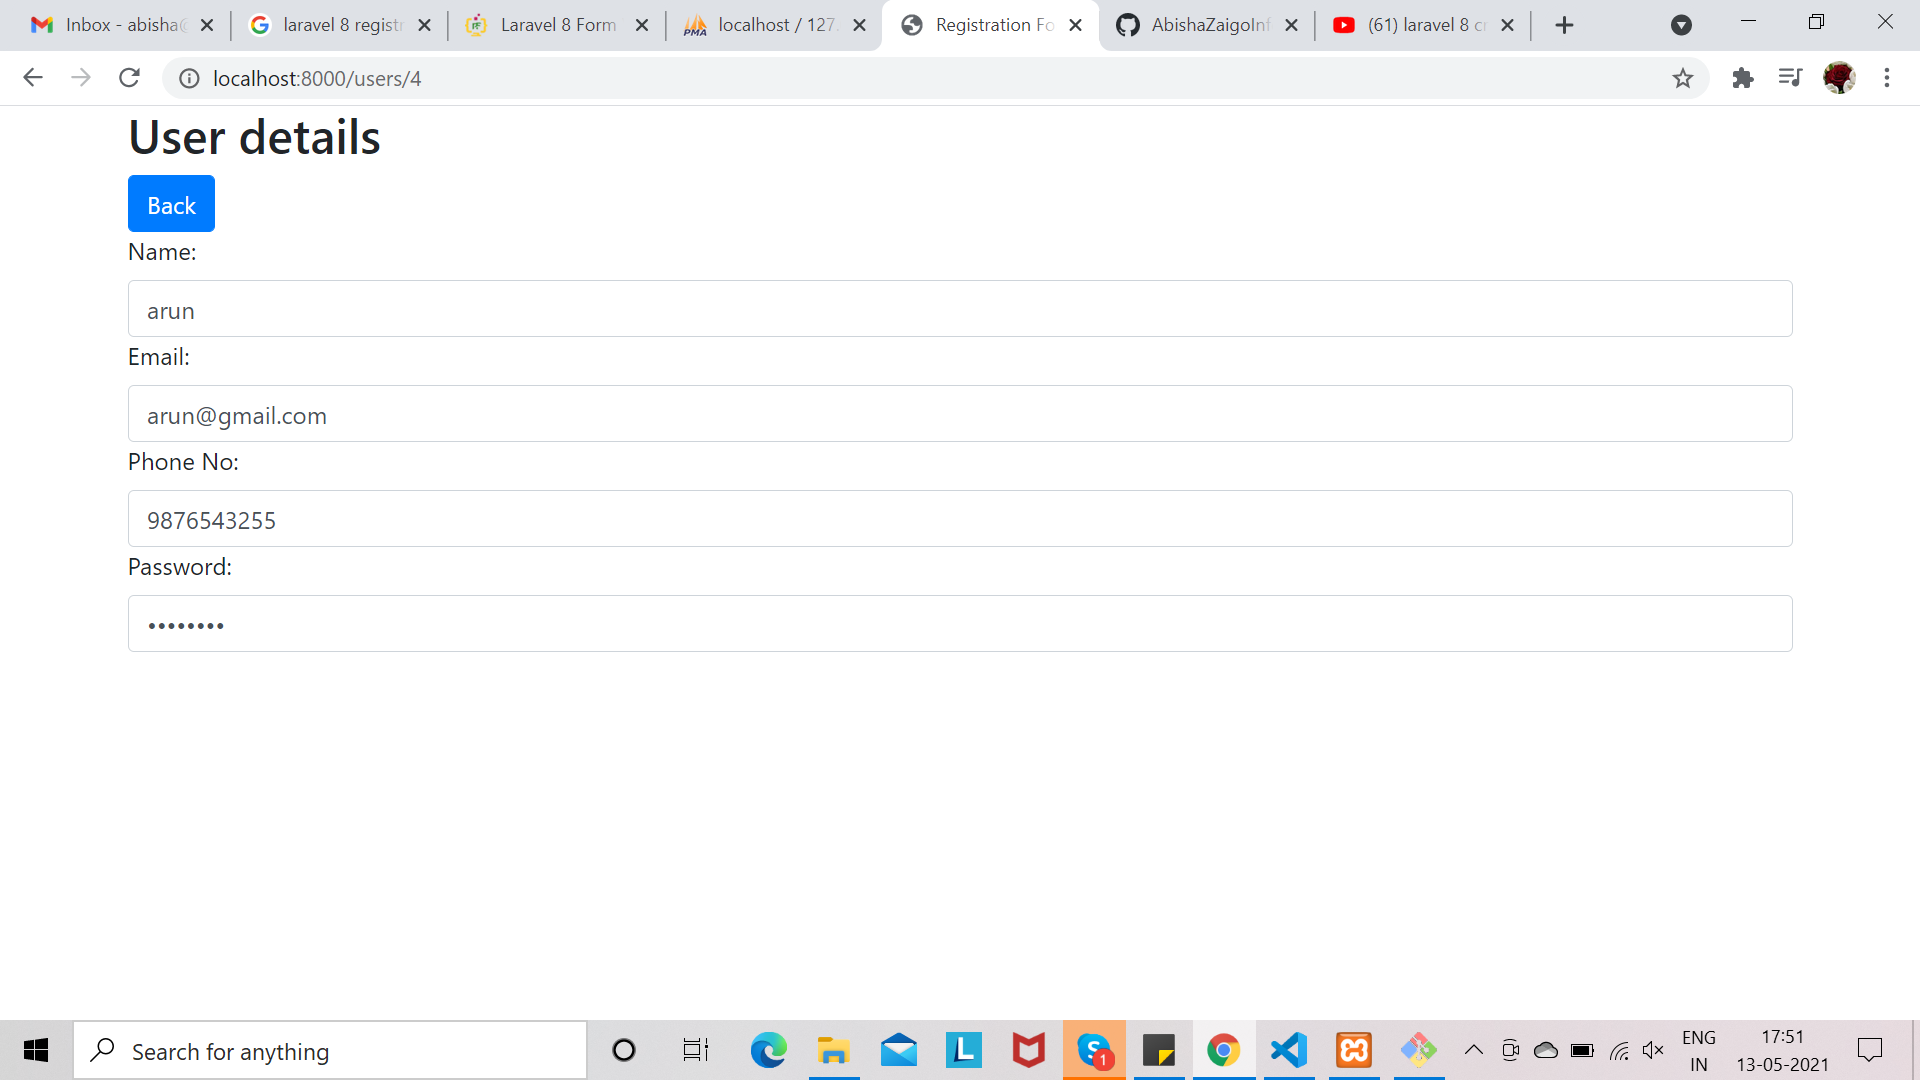 Inbox - abisha@
laravel 8 registr
Laravel 8 Form
localhost / 127.
Registration Fo
AbishaZaigoInf
(61) laravel 8 cr
localhost:8000/users/4
User details
Back
Name:
arun
Email:
arun@gmail.com
Phone No:
9876543255
Password:
••••••••
Search for anything
1
ENG
IN
17:51
13-05-2021